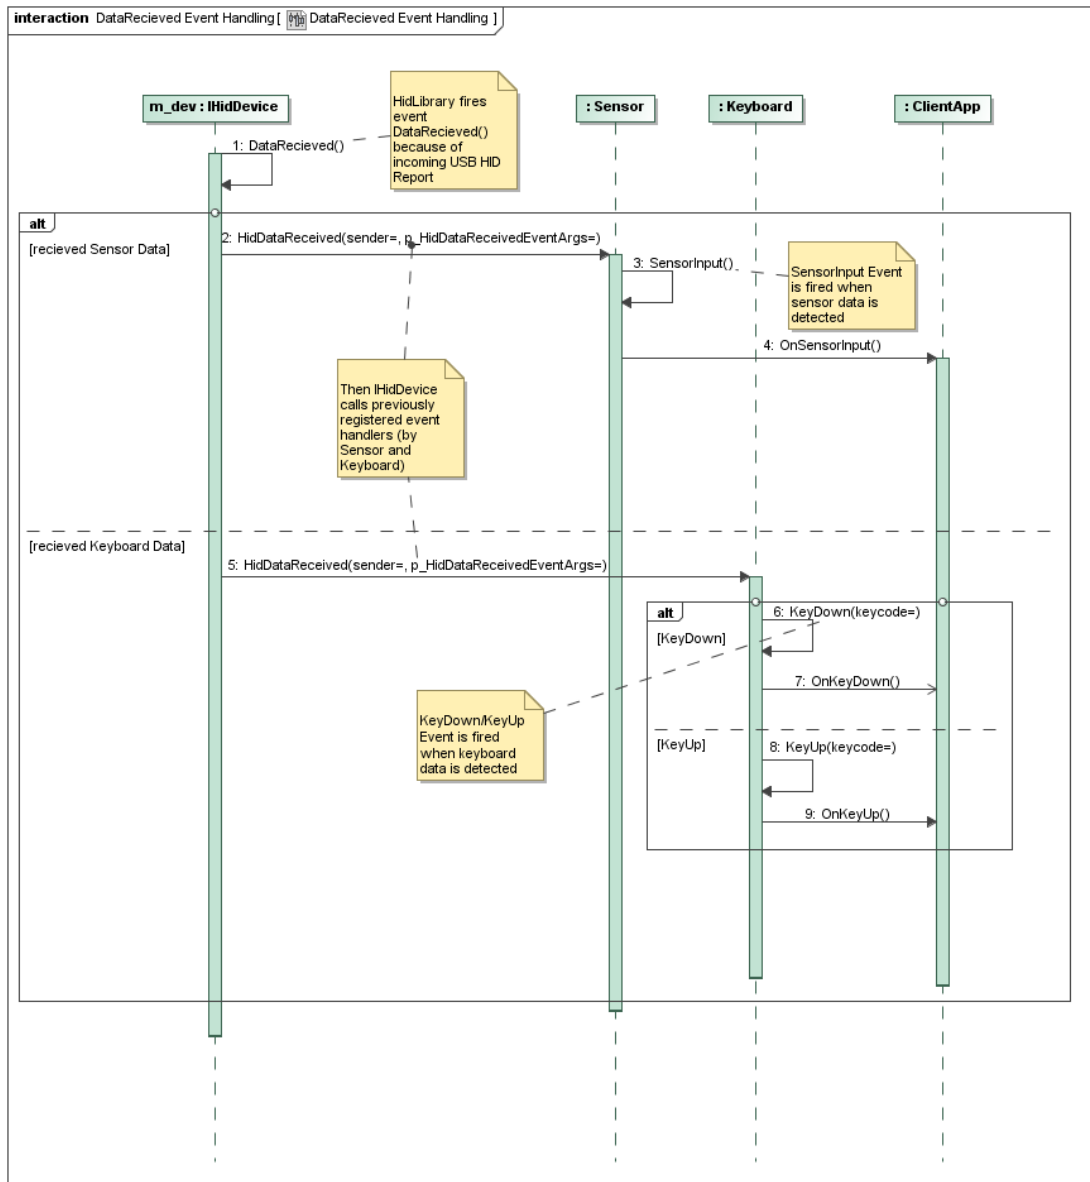 interaction DataRecieved Event Handling[ DataRecieved Event Handling ]
m_dev : IHidDevice
: Sensor
: Keyboard
: ClientApp
HidLibrary fires
event
DataRecieved()
because of
incoming USB HID
Report
1: DataRecieved()
alt
[recieved Sensor Data]
2: HidDataReceived(sender=, p_HidDataReceivedEventArgs=)
3: SensorInput()
SensorInput Event
is fired when
sensor data is
detected
4: OnSensorInput()
Then IHidDevice
calls previously
registered event
handlers (by
Sensor and
Keyboard)
[recieved Keyboard Data]
5: HidDataReceived(sender=, p_HidDataReceivedEventArgs=)
alt
6: KeyDown(keycode=)
[KeyDown]
7: OnKeyDown()
KeyDown/KeyUp
Event is fired
when keyboard
data is detected
[KeyUp]
8: KeyUp(keycode=)
9: OnKeyUp()